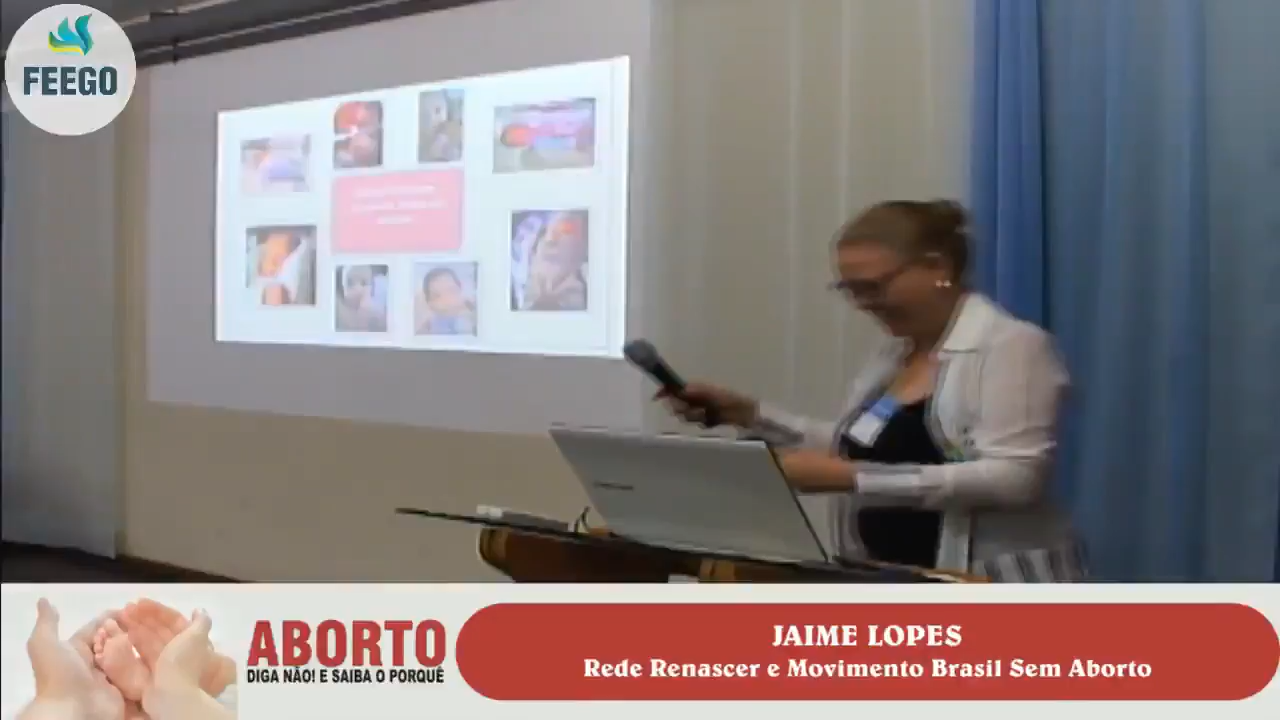 FEEGO
ABORTO
DIGA NÃO! E SAIBA O PORQUÊ
JAIME LOPES
Rede Renascer e Movimento Brasil Sem Aborto